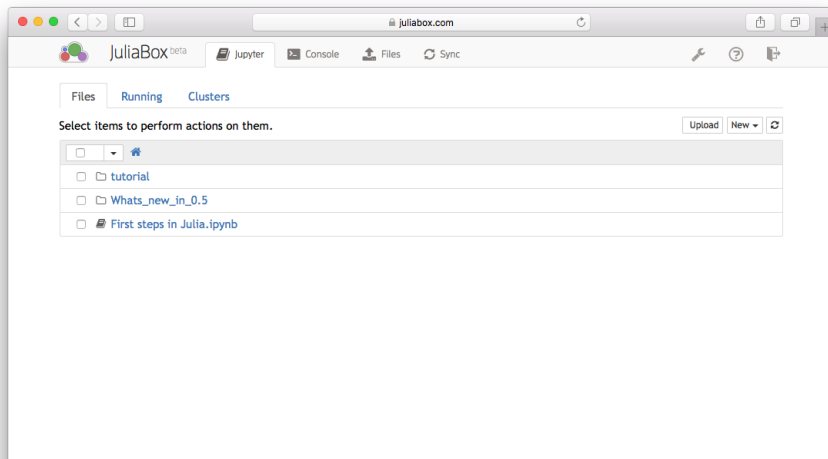 juliabox.com
JuliaBox beta Jupyter Console Files Sync
Files Running Clusters
Select items to perform actions on them. Upload New
tutorial
Whats_new_in_0.5
First steps in Julia.ipynb